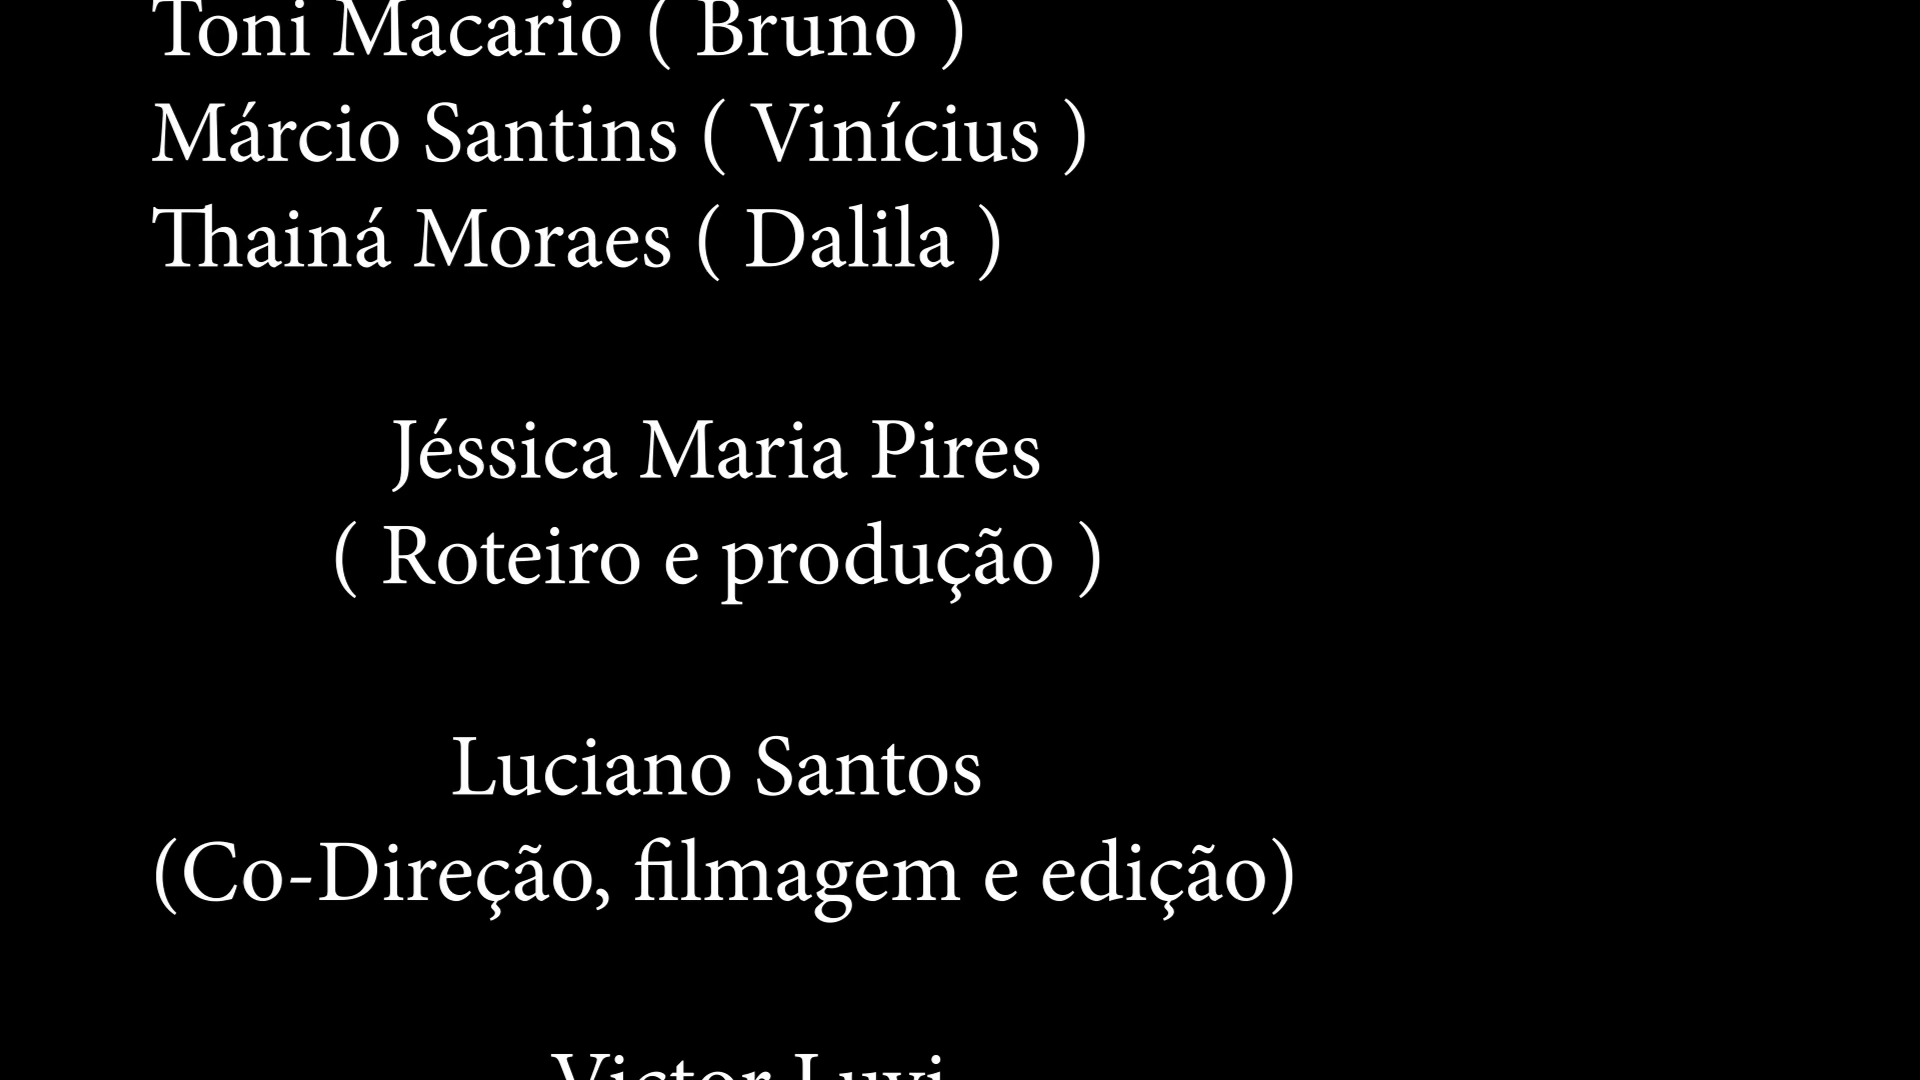 Toni Macario ( Bruno )
Márcio Santins ( Vinícius )
Thainá Moraes ( Dalila )
Jéssica Maria Pires
( Roteiro e produção )
Luciano Santos
(Co-Direção, filmagem e edição)
Victor